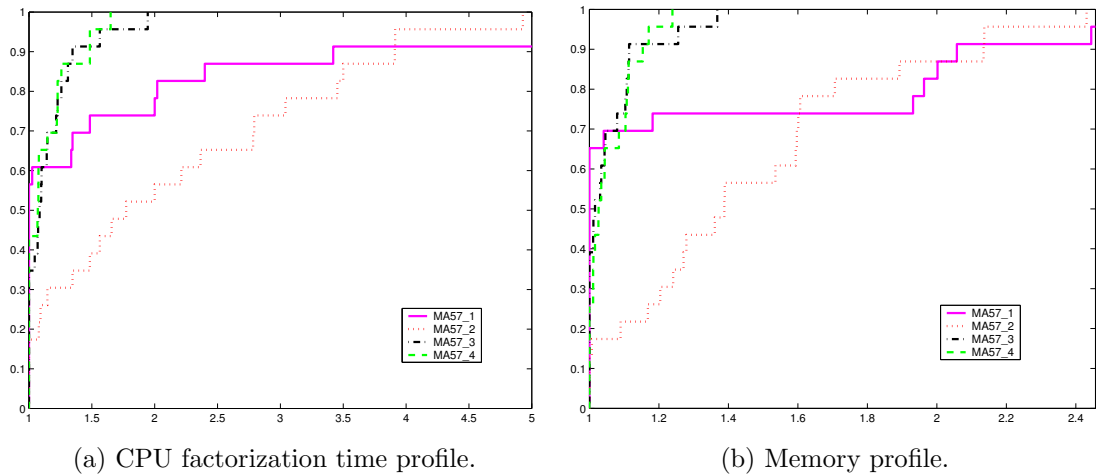 1
0.9
0.8
0.7
0.6
0.5
0.4
0.3
0.2
0.1
0
1 1.5 2 2.5 3 3.5 4 4.5 5
MA57_1
MA57_2
MA57_3
MA57_4
(a) CPU factorization time profile.
1
0.9
0.8
0.7
0.6
0.5
0.4
0.3
0.2
0.1
0
1 1.2 1.4 1.6 1.8 2 2.2 2.4
MA57_1
MA57_2
MA57_3
MA57_4
(b) Memory profile.